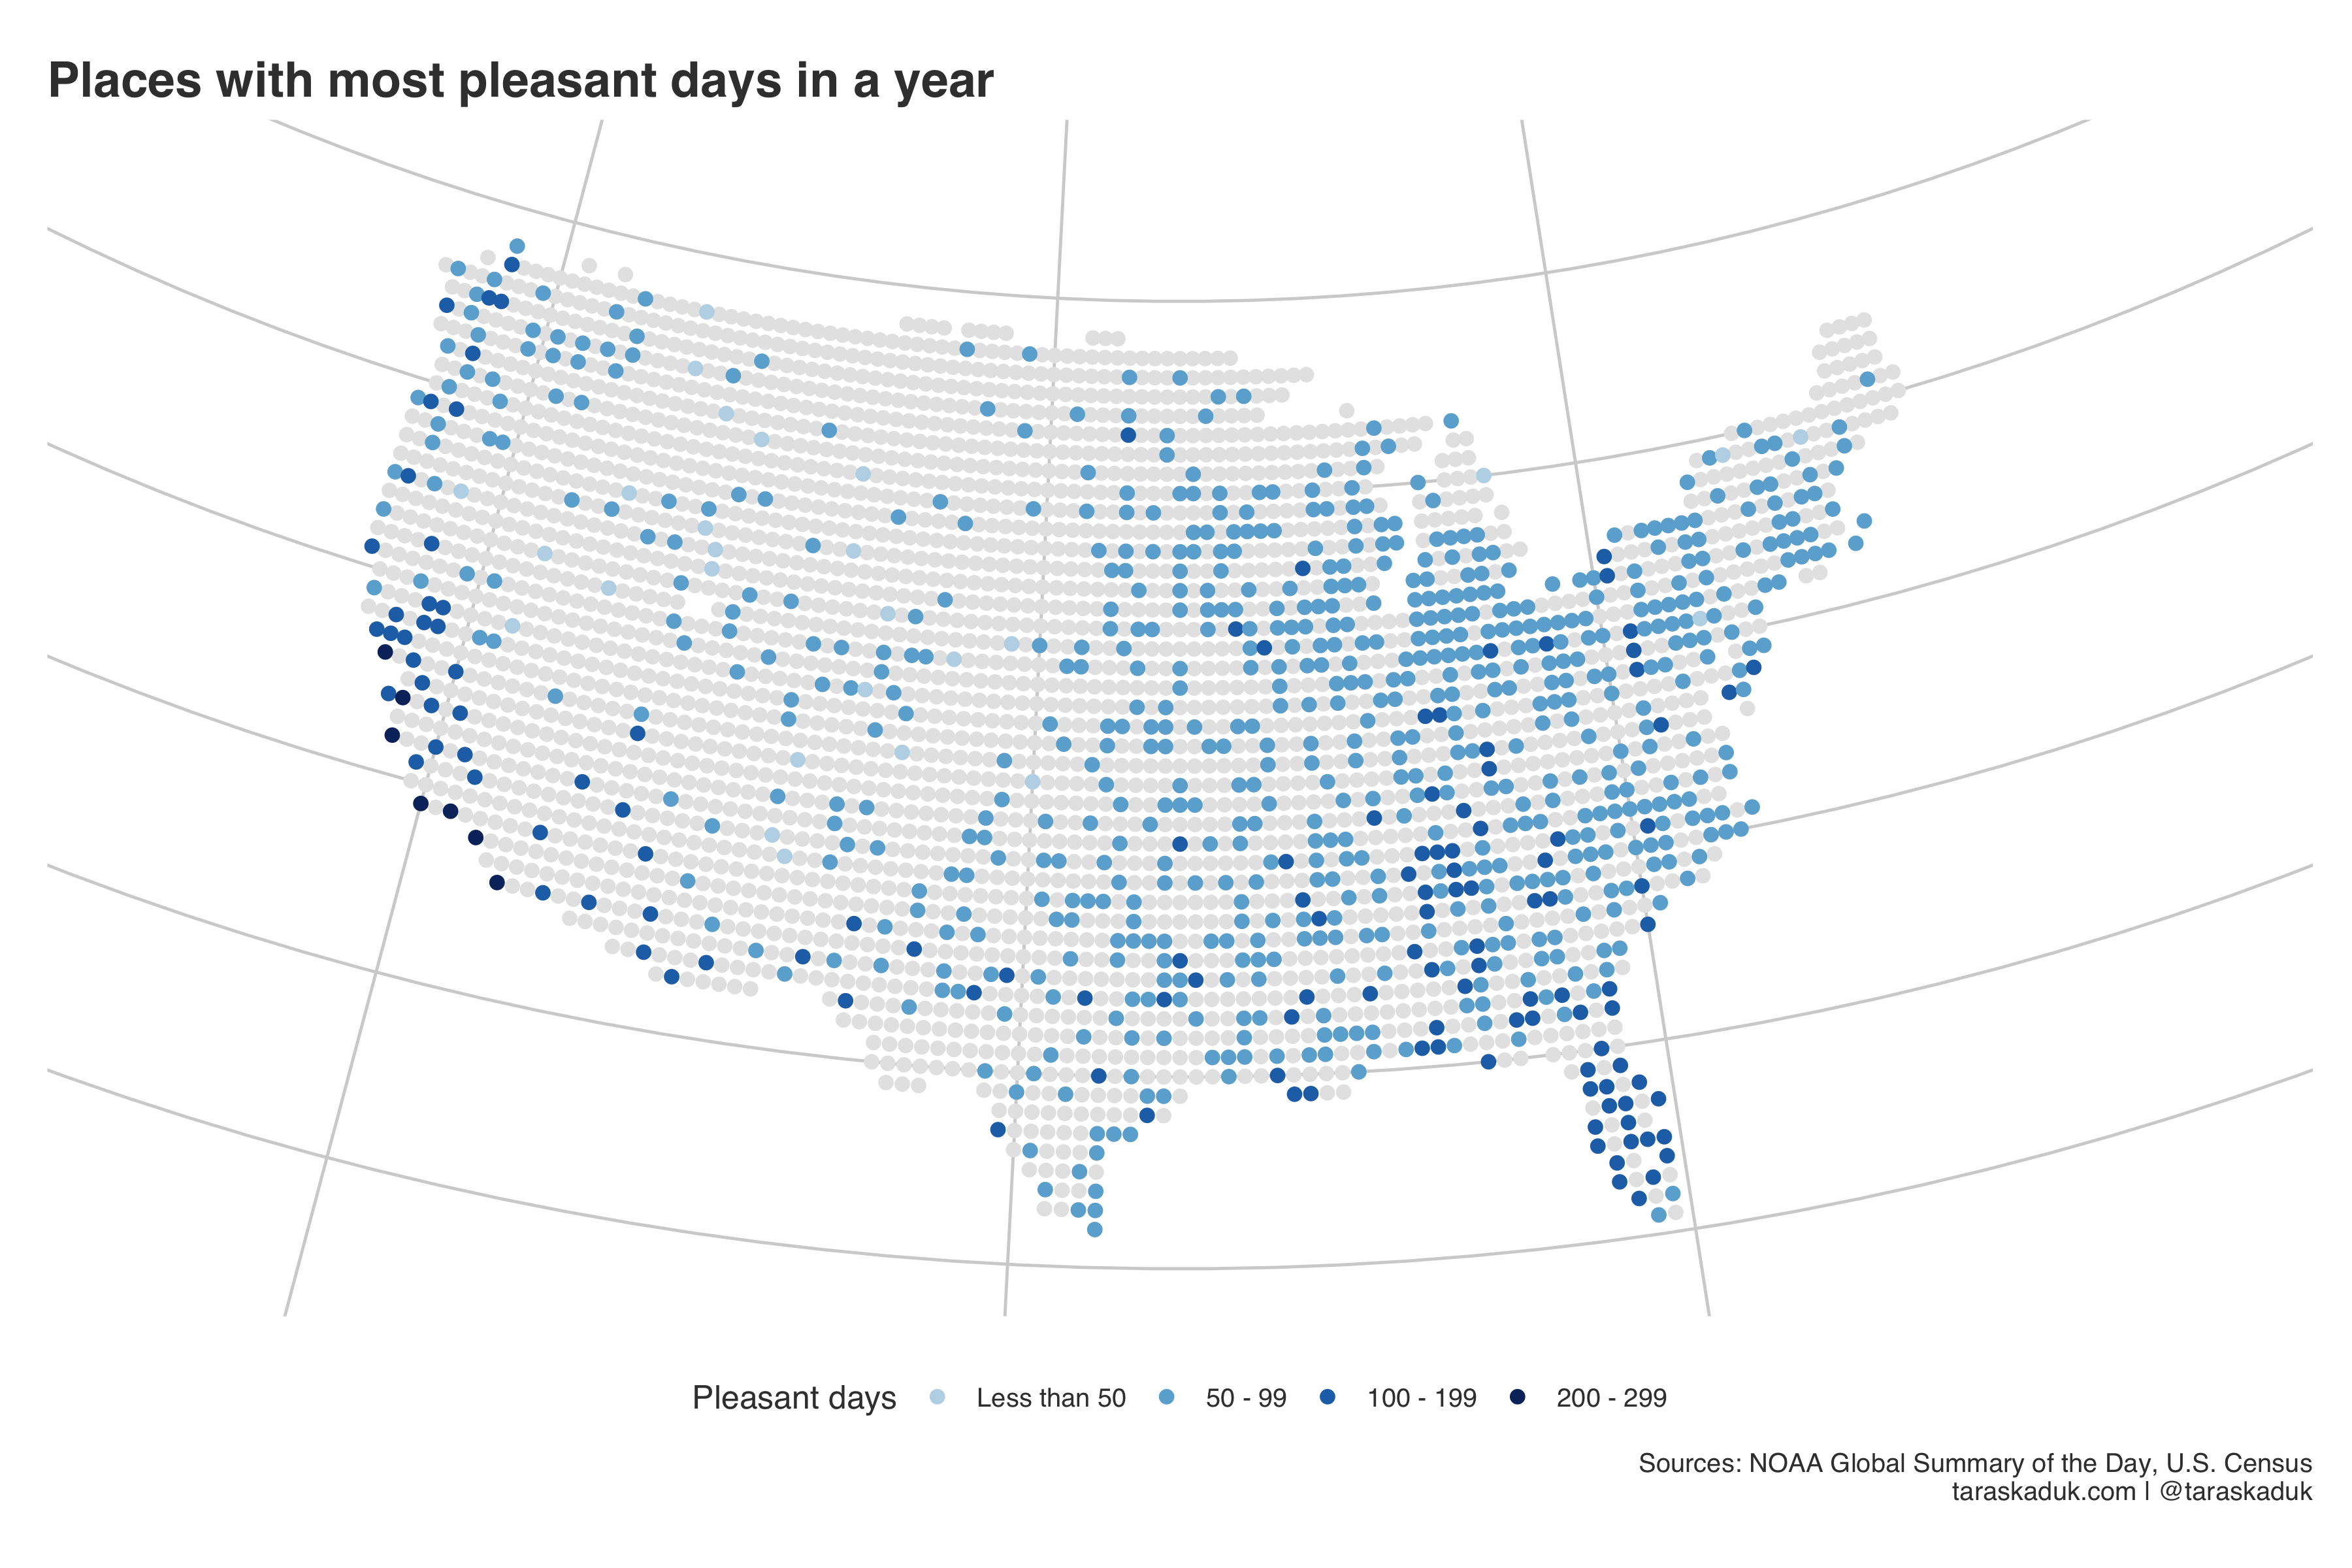 Places with most pleasant days in a year
Pleasant days Less than 50 50 - 99 100 - 199 200 - 299
Sources: NOAA Global Summary of the Day, U.S. Census
taraskaduk.com | @taraskaduk